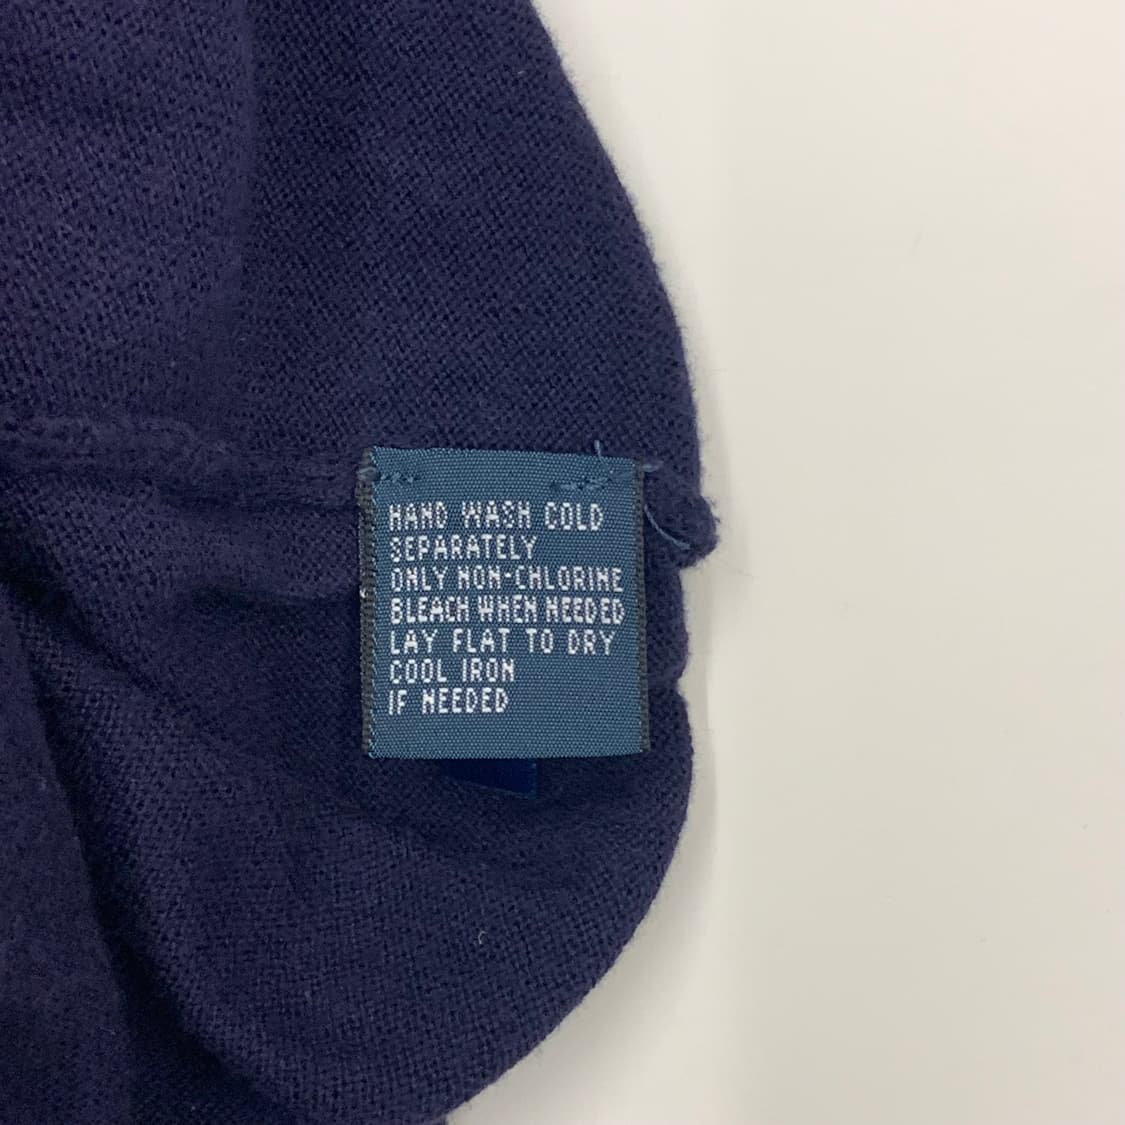 HAND WASH COLD
SEPARATELY
ONLY NON-CHLORINE
BLEACH WHEN NEEDED
LAY FLAT TO DRY
COOL IRON
IF NEEDED